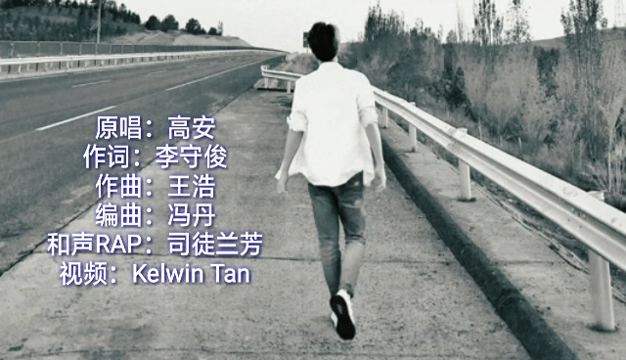 原唱：高安
作词：李守俊
作曲：王浩
编曲：冯丹
和声RAP：司徒兰芳
视频：Kelwin Tan